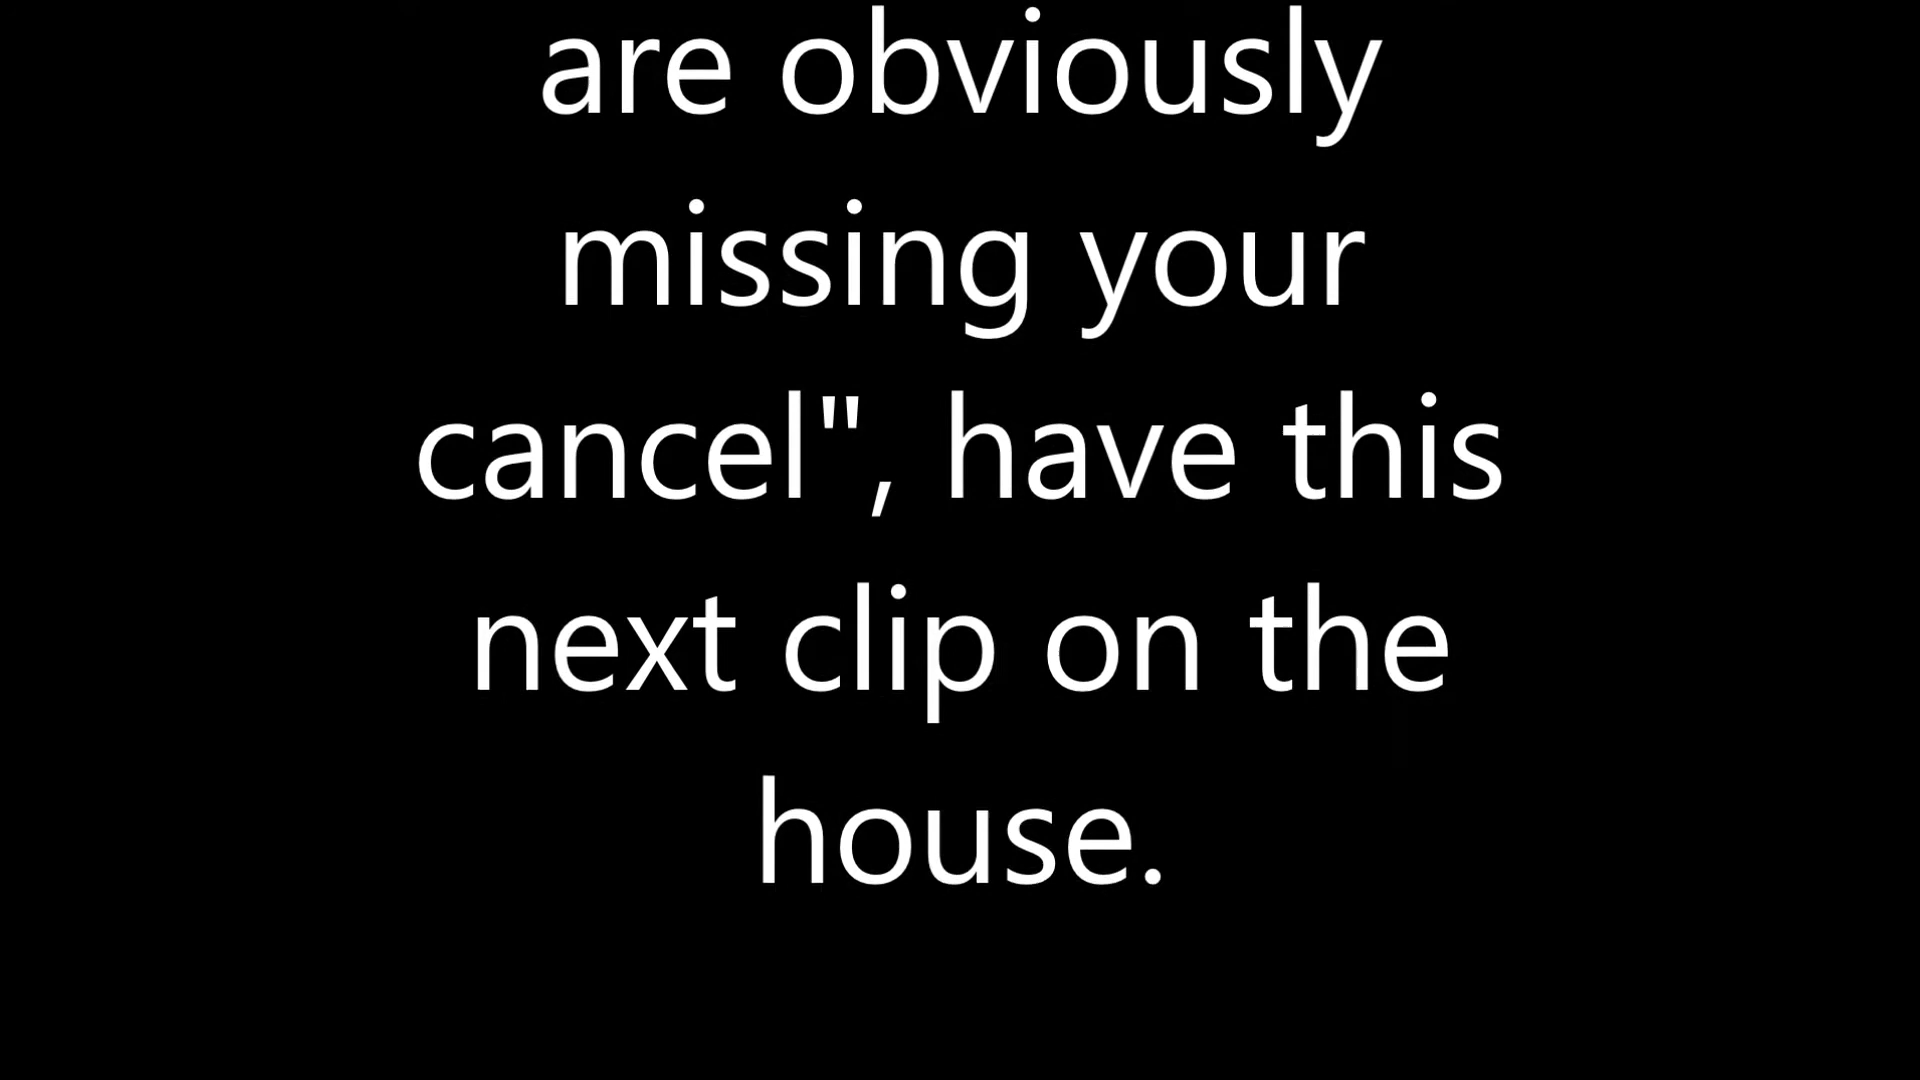 are obviously
missing your
cancel", have this
next clip on the
house.